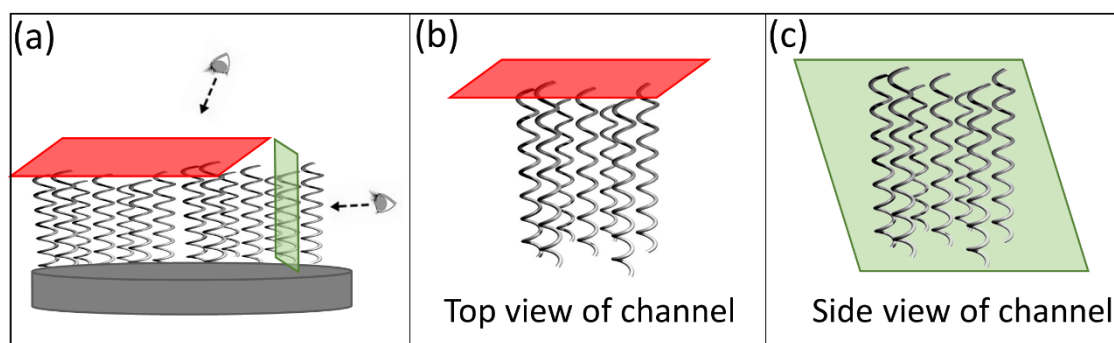 (a)
(b)
Top view of channel
(c)
Side view of channel